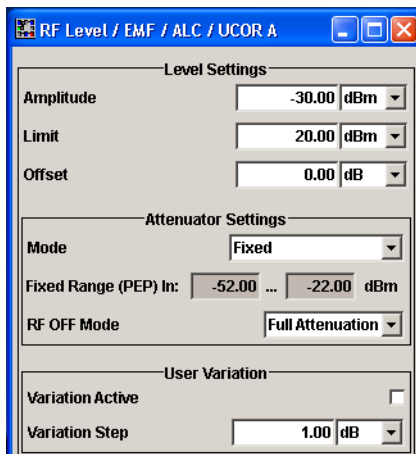 RF Level / EMF / ALC / UCOR A
Level Settings
Amplitude -30.00 dBm
Limit 20.00 dBm
Offset 0.00 dB
Attenuator Settings
Mode Fixed
Fixed Range (PEP) In: -52.00 ... -22.00 dBm
RF OFF Mode Full Attenuation
User Variation
Variation Active
Variation Step 1.00 dB